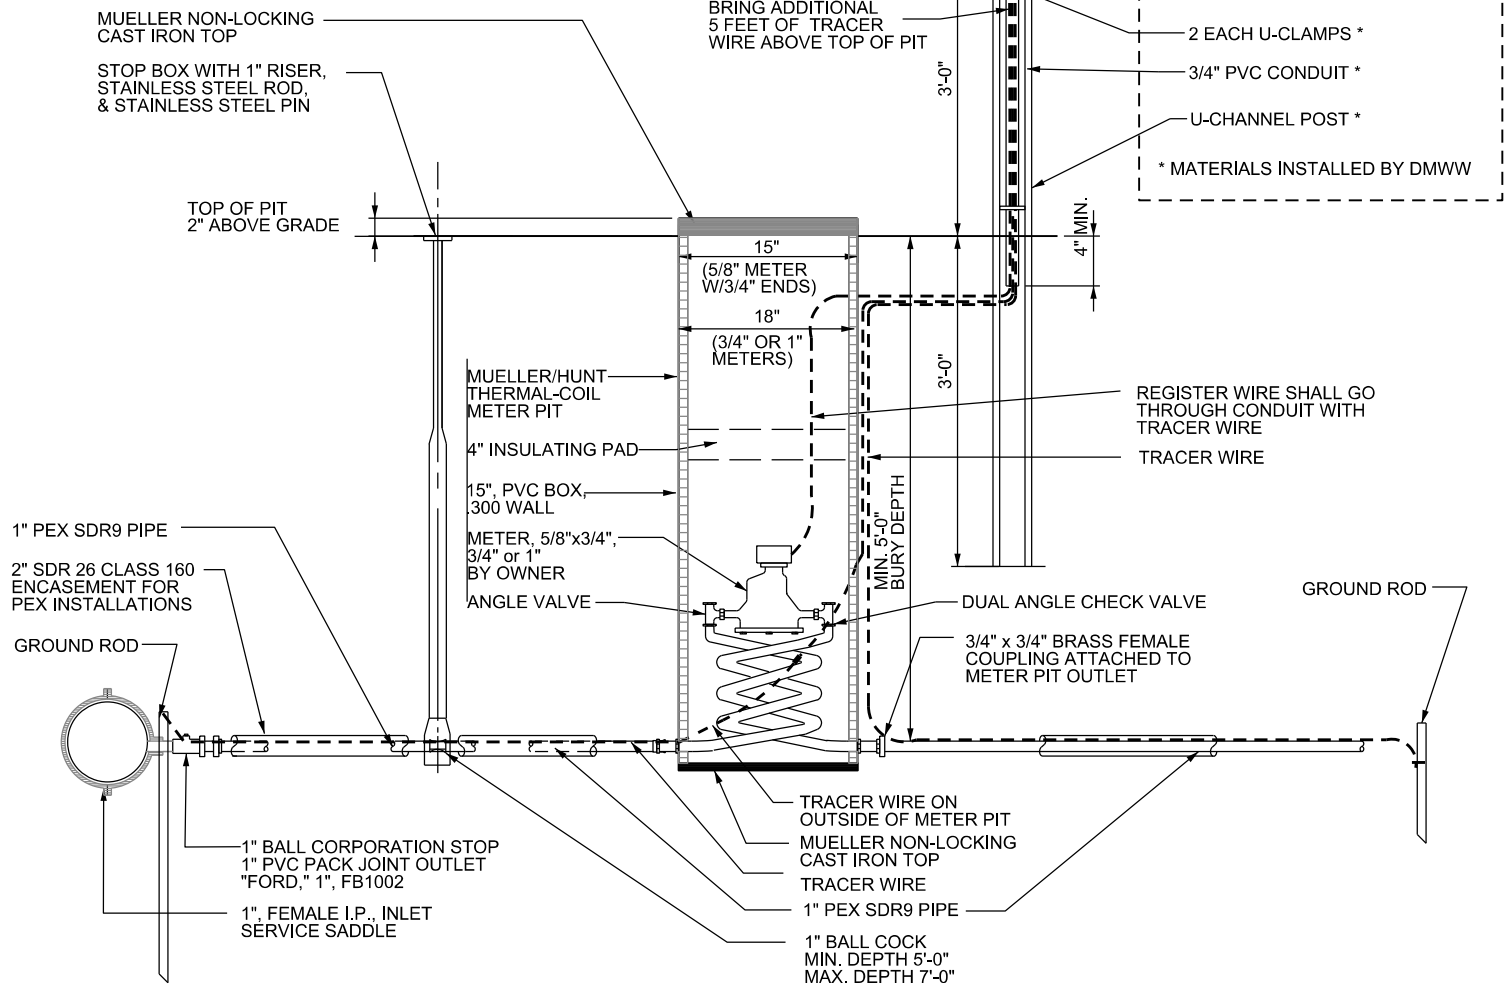 MUELLER NON-LOCKING
CAST IRON TOP
STOP BOX WITH 1" RISER,
STAINLESS STEEL ROD,
& STAINLESS STEEL PIN
BRING ADDITIONAL
5 FEET OF TRACER
WIRE ABOVE TOP OF PIT
3'-0"
2 EACH U-CLAMPS *
3/4" PVC CONDUIT *
U-CHANNEL POST *
* MATERIALS INSTALLED BY DMWW
TOP OF PIT
2" ABOVE GRADE
4" MIN.
15"
(5/8" METER
W/3/4" ENDS)
18"
(3/4" OR 1"
METERS)
3'-0"
MUELLER/HUNT
THERMAL-COIL
METER PIT
4" INSULATING PAD
15", PVC BOX,
.300 WALL
METER, 5/8"x3/4",
3/4" or 1"
BY OWNER
ANGLE VALVE
REGISTER WIRE SHALL GO
THROUGH CONDUIT WITH
TRACER WIRE
TRACER WIRE
MIN. 5'-0"
BURY DEPTH
1" PEX SDR9 PIPE
2" SDR 26 CLASS 160
ENCASEMENT FOR
PEX INSTALLATIONS
GROUND ROD
DUAL ANGLE CHECK VALVE
3/4" x 3/4" BRASS FEMALE
COUPLING ATTACHED TO
METER PIT OUTLET
GROUND ROD
1" BALL CORPORATION STOP
1" PVC PACK JOINT OUTLET
"FORD," 1", FB1002
1", FEMALE I.P., INLET
SERVICE SADDLE
TRACER WIRE ON
OUTSIDE OF METER PIT
MUELLER NON-LOCKING
CAST IRON TOP
TRACER WIRE
1" PEX SDR9 PIPE
1" BALL COCK
MIN. DEPTH 5'-0"
MAX. DEPTH 7'-0"